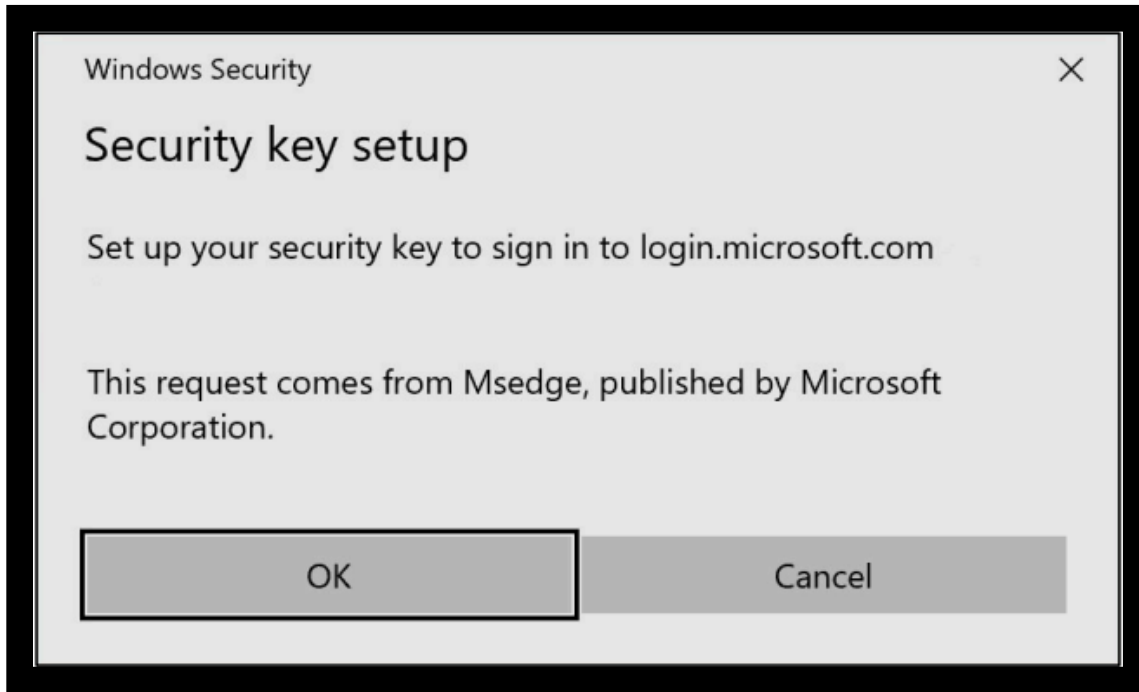 Windows Security
Security key setup
Set up your security key to sign in to login.microsoft.com
This request comes from Msedge, published by Microsoft
Corporation.
OK
Cancel